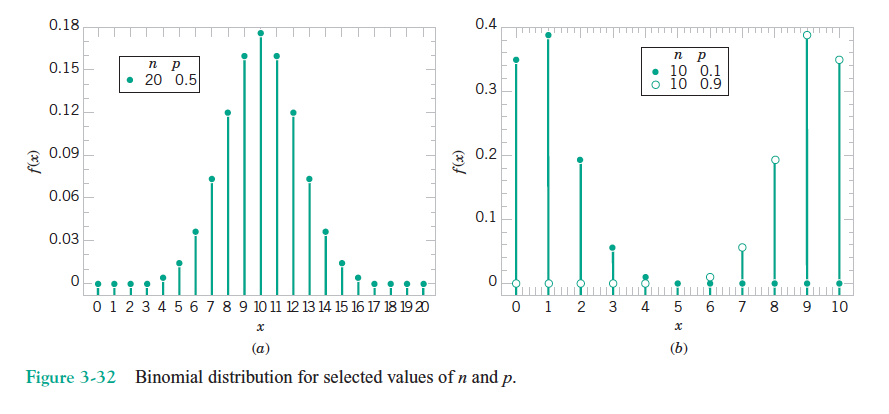 0.18
0.15
0.12
0.09
0.06
0.03
0
f(x)
n p
20 0.5
0 1 2 3 4 5 6 7 8 9 10 11 12 13 14 15 16 17 18 19 20
x
(a)
0.4
0.3
0.2
0.1
0
f(x)
n p
10 0.1
10 0.9
0 1 2 3 4 5 6 7 8 9 10
x
(b)
Figure 3-32 Binomial distribution for selected values of n and p.